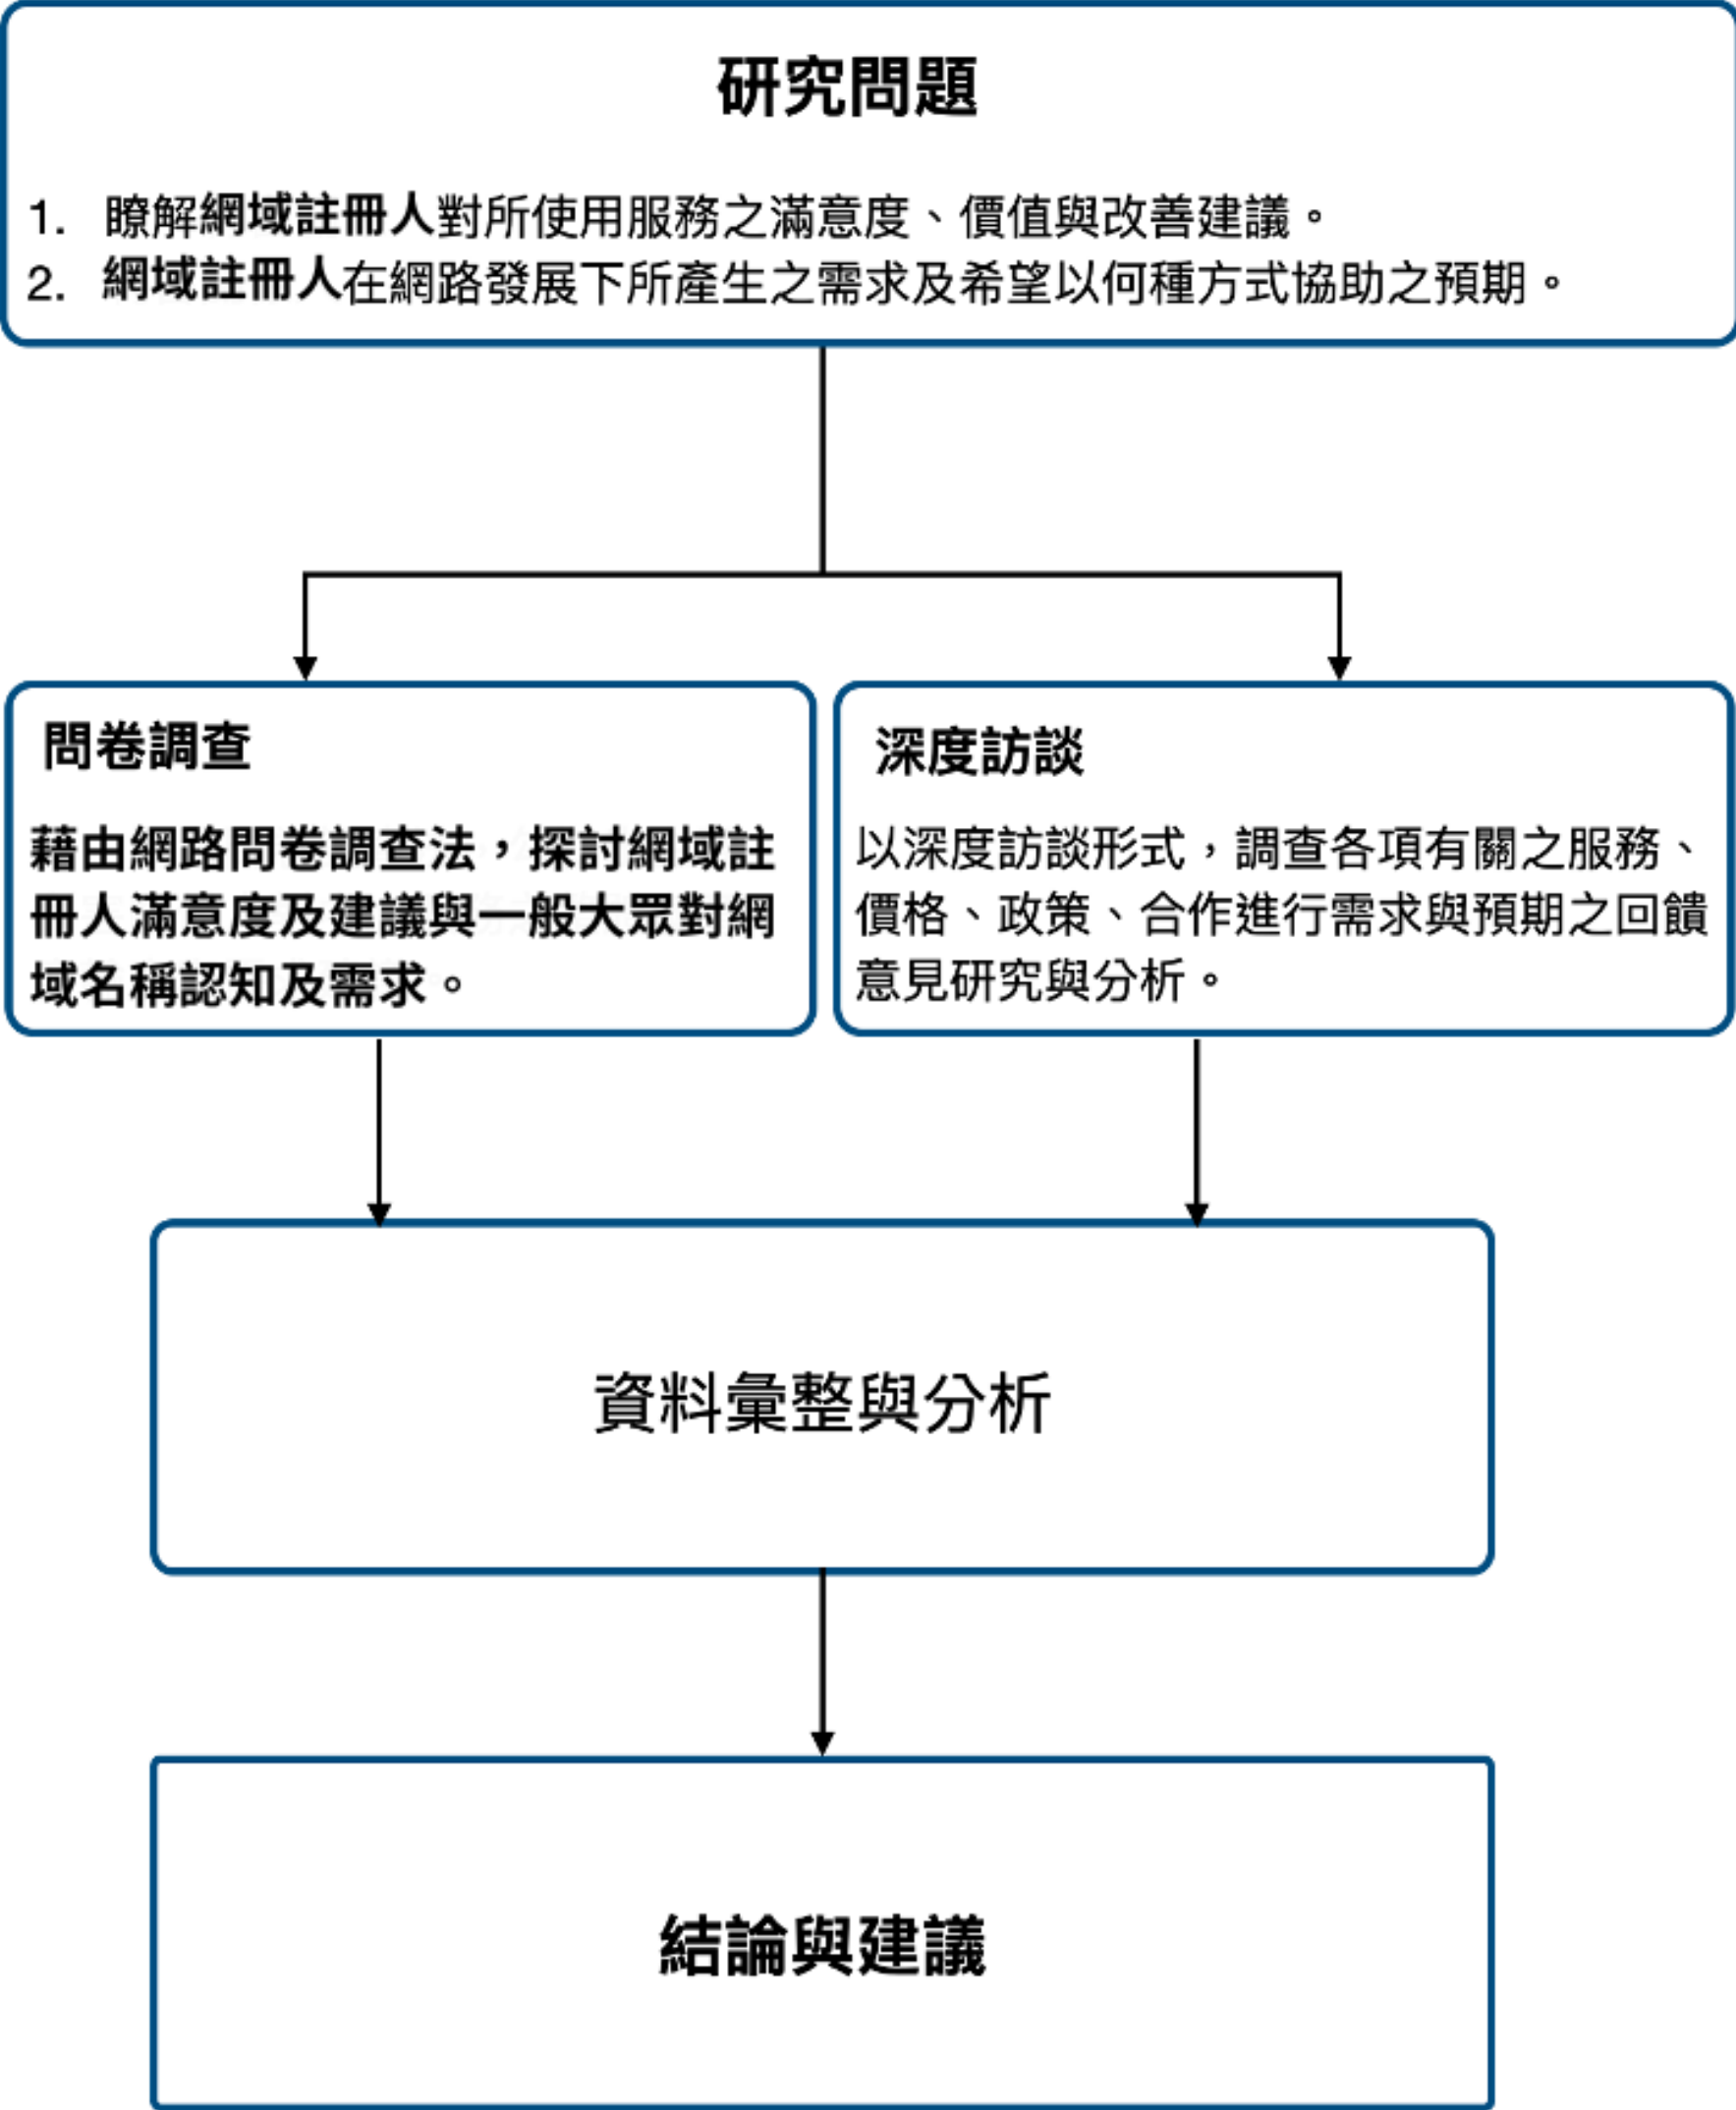 研究問題
1. 瞭解網域註冊人對所使用服務之滿意度、價值與改善建議。
2. 網域註冊人在網路發展下所產生之需求及希望以何種方式協助之預期。
問卷調查
藉由網路問卷調查法，探討網域註
冊人滿意度及建議與一般大眾對網
域名稱認知及需求。
深度訪談
以深度訪談形式，調查各項有關之服務、
價格、政策、合作進行需求與預期之回饋
意見研究與分析。
資料彙整與分析
結論與建議